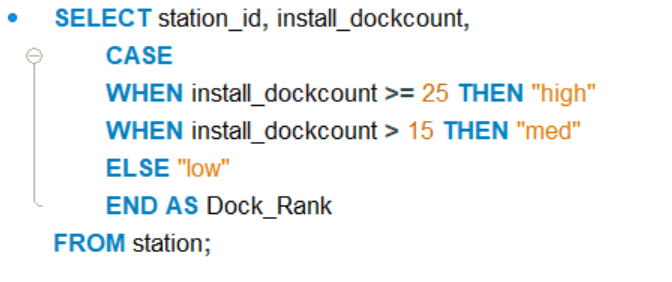 SELECT station_id, install_dockcount,
CASE
WHEN install_dockcount >= 25 THEN "high"
WHEN install_dockcount > 15 THEN "med"
ELSE "low"
END AS Dock_Rank
FROM station;